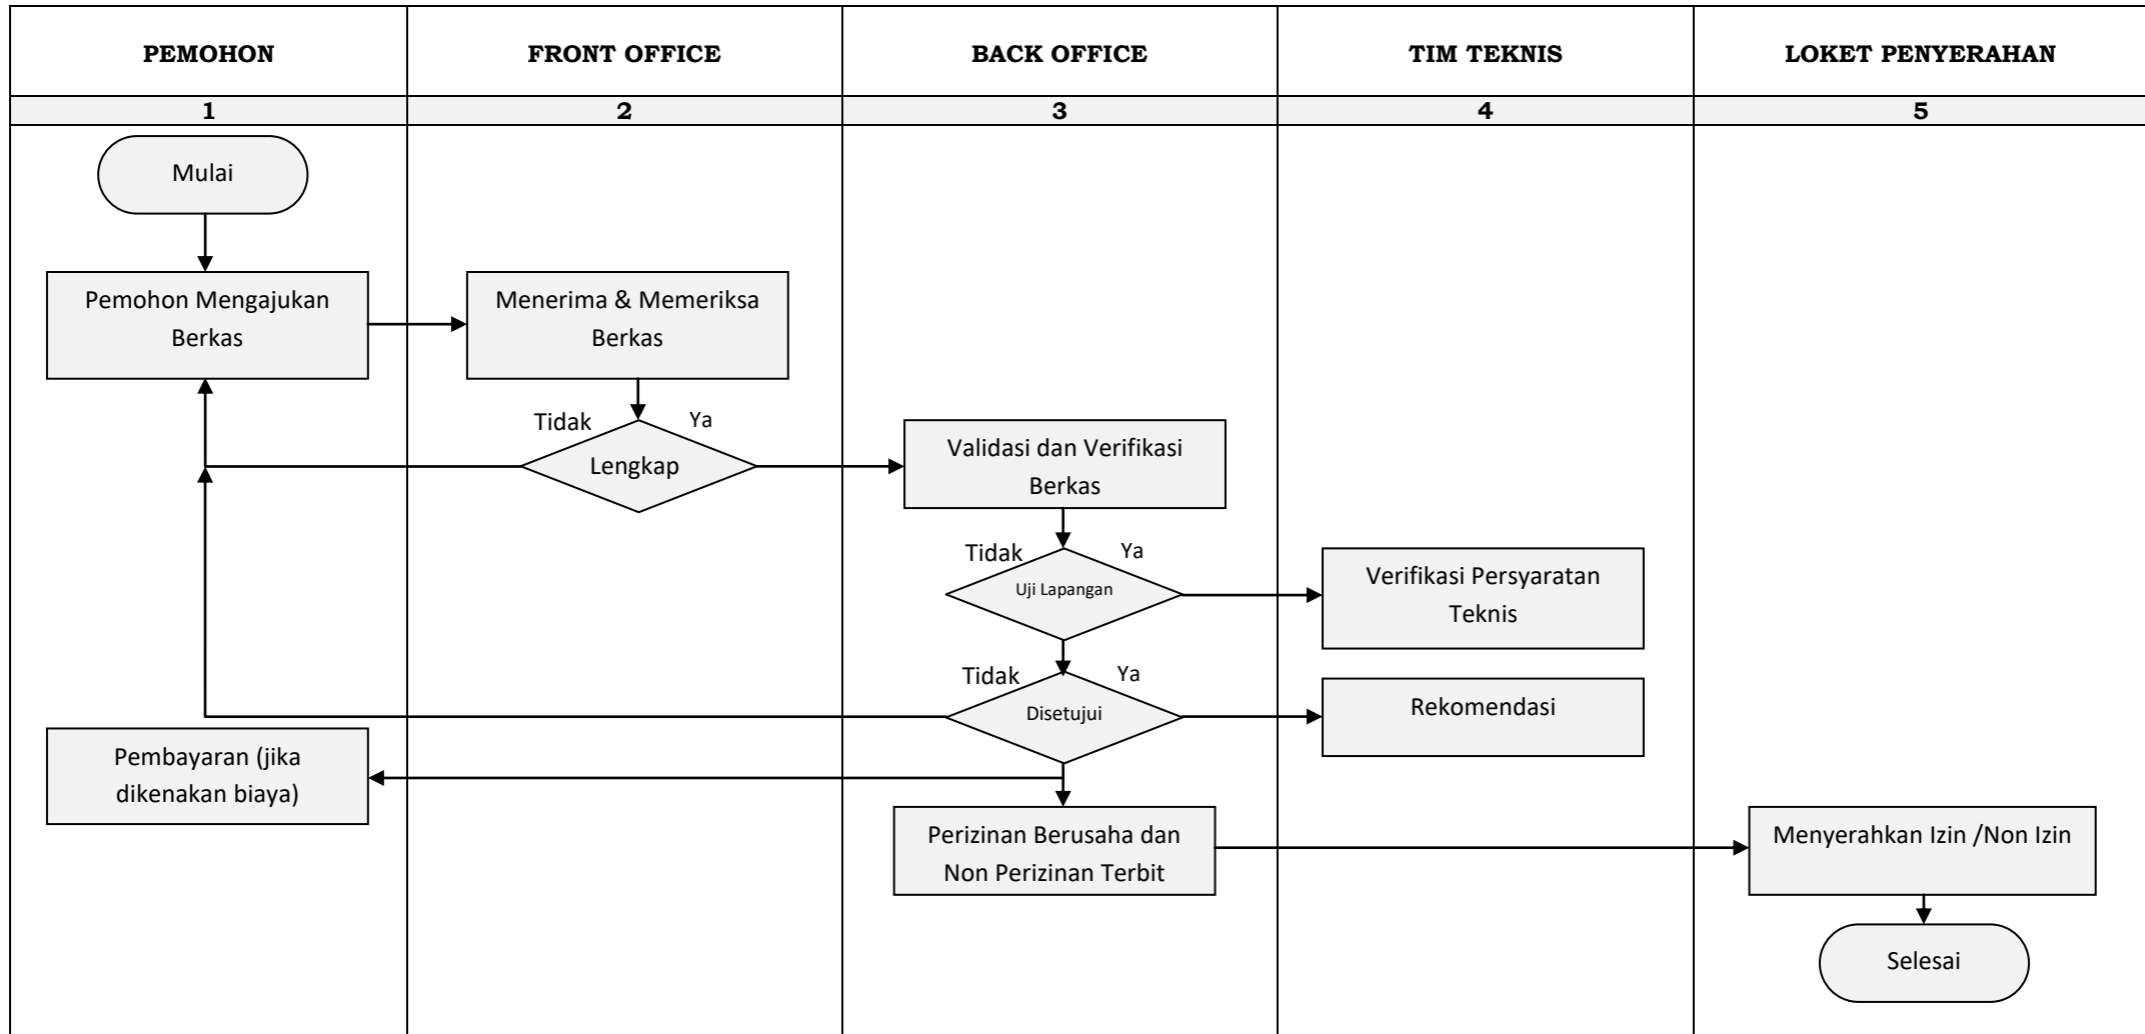 PEMOHON
FRONT OFFICE
BACK OFFICE
TIM TEKNIS
LOKET PENYERAHAN
1
2
3
4
5
Mulai
Pemohon Mengajukan
Berkas
Menerima & Memeriksa
Berkas
Tidak
Ya
Lengkap
Validasi dan Verifikasi
Berkas
Tidak
Ya
Uji Lapangan
Verifikasi Persyaratan
Teknis
Tidak
Ya
Disetujui
Rekomendasi
Pembayaran (jika
dikenakan biaya)
Perizinan Berusaha dan
Non Perizinan Terbit
Menyerahkan Izin /Non Izin
Selesai